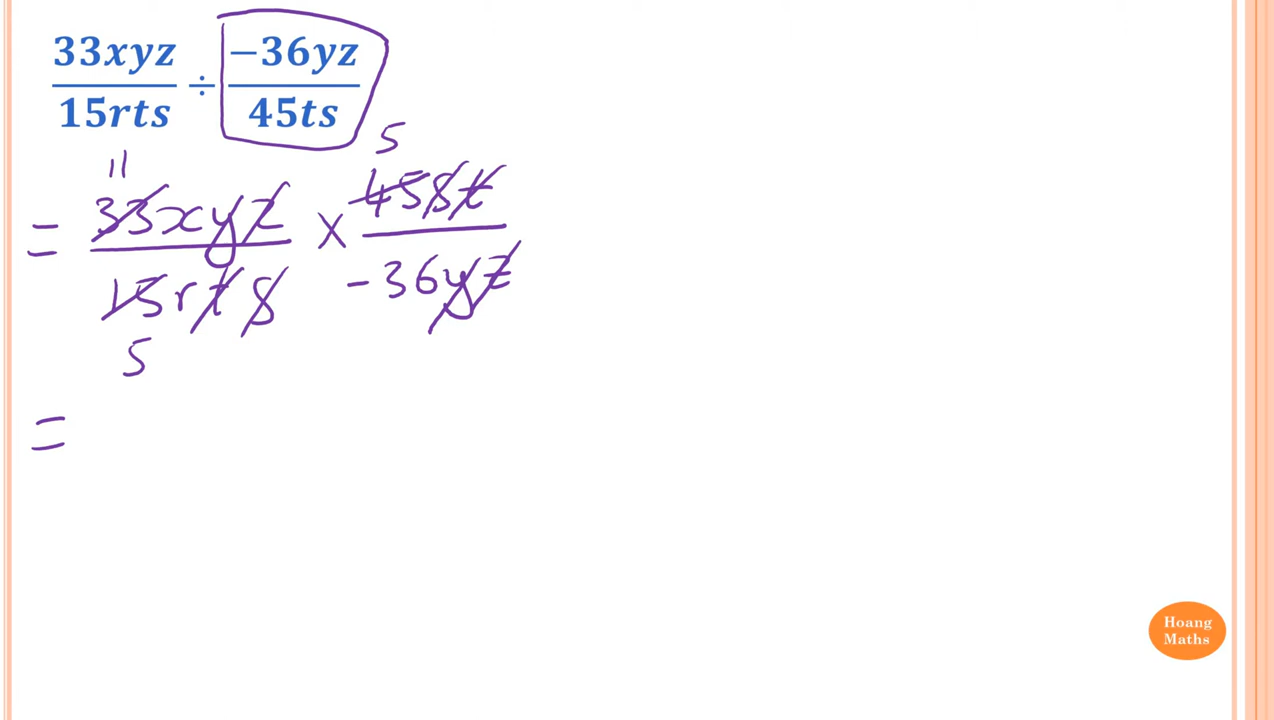 33xyz / 15rts ÷ −36yz / 45ts
= 33xyz / 15rts × 45st / -36yz
11
5
5
=
Hoang
Maths